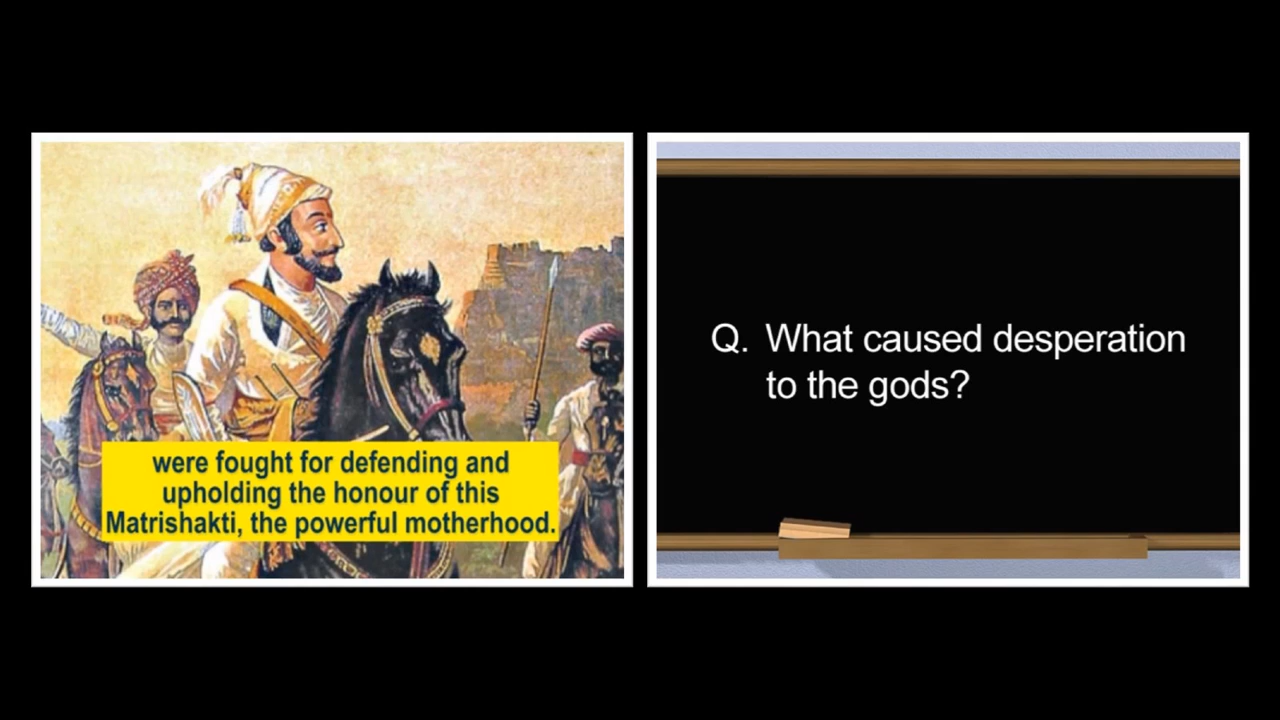 were fought for defending and
upholding the honour of this
Matrishakti, the powerful motherhood.
Q. What caused desperation
to the gods?